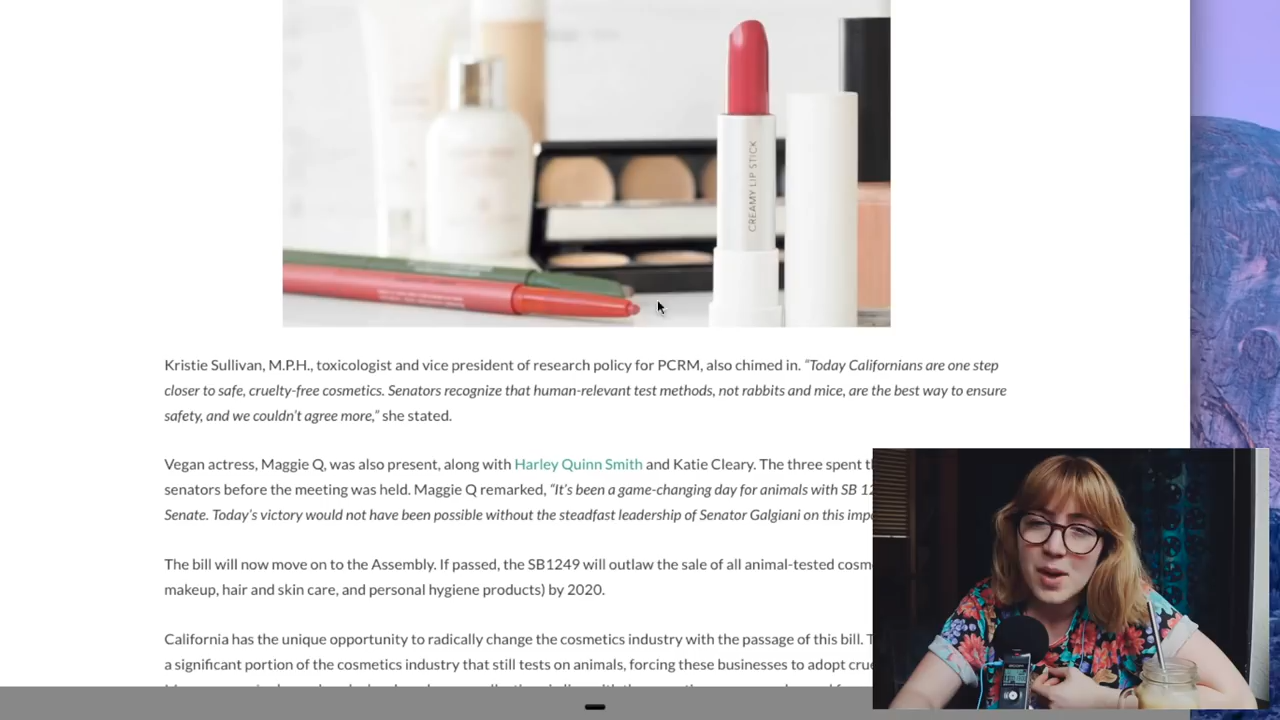 CREAMY LIP STICK
Kristie Sullivan, M.P.H., toxicologist and vice president of research policy for PCRM, also chimed in. “Today Californians are one step
closer to safe, cruelty-free cosmetics. Senators recognize that human-relevant test methods, not rabbits and mice, are the best way to ensure
safety, and we couldn’t agree more,” she stated.
Vegan actress, Maggie Q, was also present, along with Harley Quinn Smith and Katie Cleary. The three spent
senators before the meeting was held. Maggie Q remarked, “It’s been a game-changing day for animals with SB
Senate. Today’s victory would not have been possible without the steadfast leadership of Senator Galgiani on this
The bill will now move on to the Assembly. If passed, the SB1249 will outlaw the sale of all animal-tested
makeup, hair and skin care, and personal hygiene products) by 2020.
California has the unique opportunity to radically change the cosmetics industry with the passage of this bill.
a significant portion of the cosmetics industry that still tests on animals, forcing these businesses to adopt